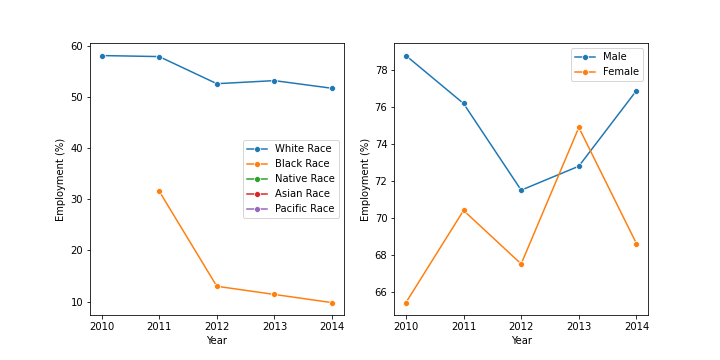 60
50
40
30
20
10
Employment (%)
White Race
Black Race
Native Race
Asian Race
Pacific Race
2010 2011 2012 2013 2014
Year
78
76
74
72
70
68
66
Employment (%)
Male
Female
2010 2011 2012 2013 2014
Year